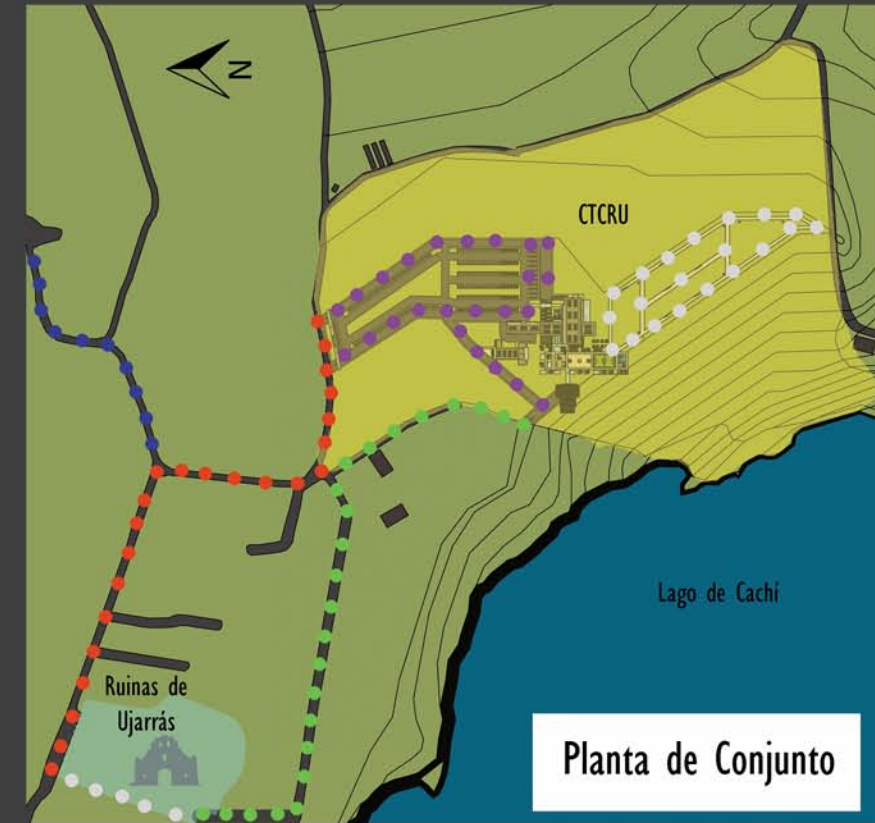 N
CTCRU
Lago de Cachí
Ruinas de
Ujarrás
Planta de Conjunto